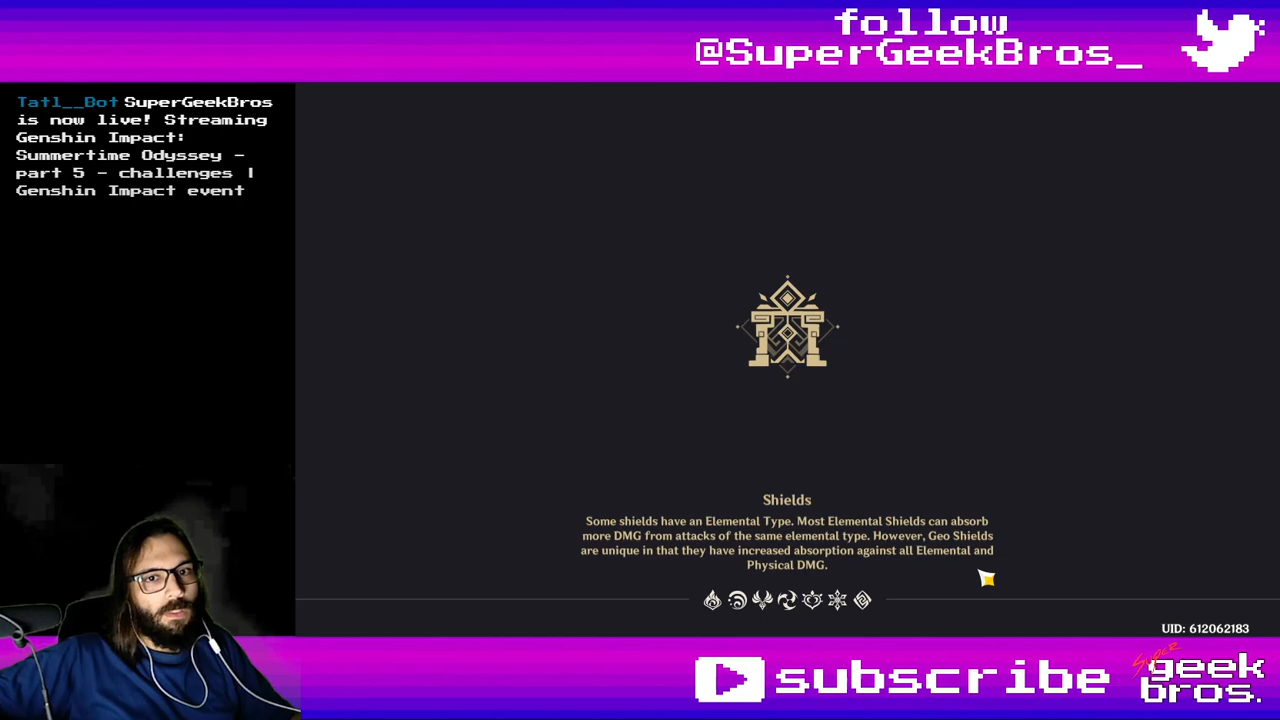 follow
@SuperGeekBros_
Tatl__Bot SuperGeekBros
is now live! Streaming
Genshin Impact:
Summertime Odyssey -
part 5 - challenges |
Genshin Impact event
Shields
Some shields have an Elemental Type. Most Elemental Shields can absorb
more DMG from attacks of the same elemental type. However, Geo Shields
are unique in that they have increased absorption against all Elemental and
Physical DMG.
UID: 612062183
subscribe
super
geek
bros.